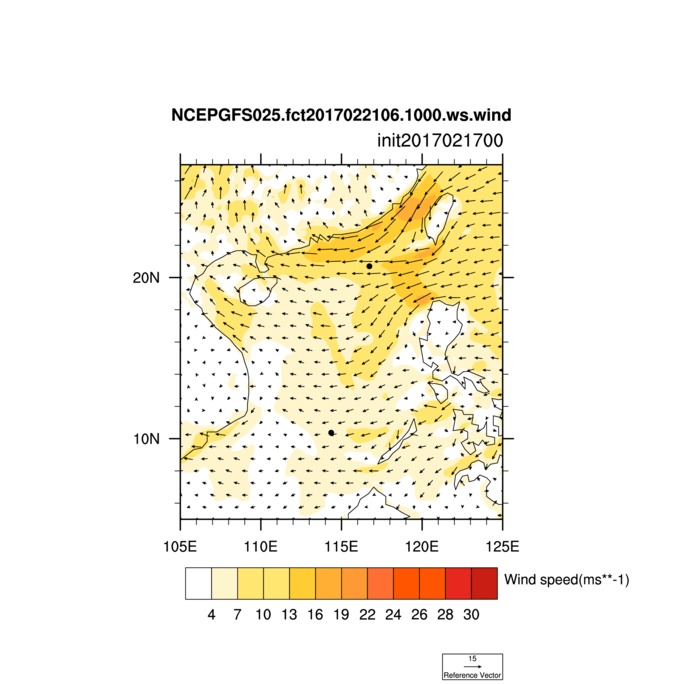 NCEPGFS025.fct2017022106.1000.ws.wind
init2017021700
20N
10N
105E 110E 115E 120E 125E
Wind speed(ms**-1)
4 7 10 13 16 19 22 24 26 28 30
15
Reference Vector